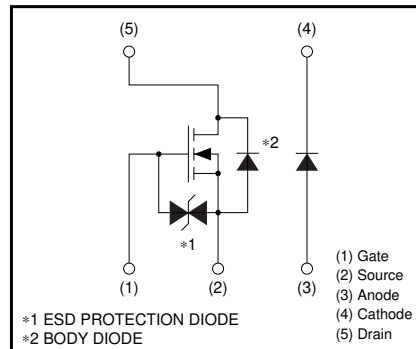 (5) (4)
∗2
∗1
(1) (2) (3)
(1) Gate
(2) Source
(3) Anode
(4) Cathode
(5) Drain
∗1 ESD PROTECTION DIODE
∗2 BODY DIODE